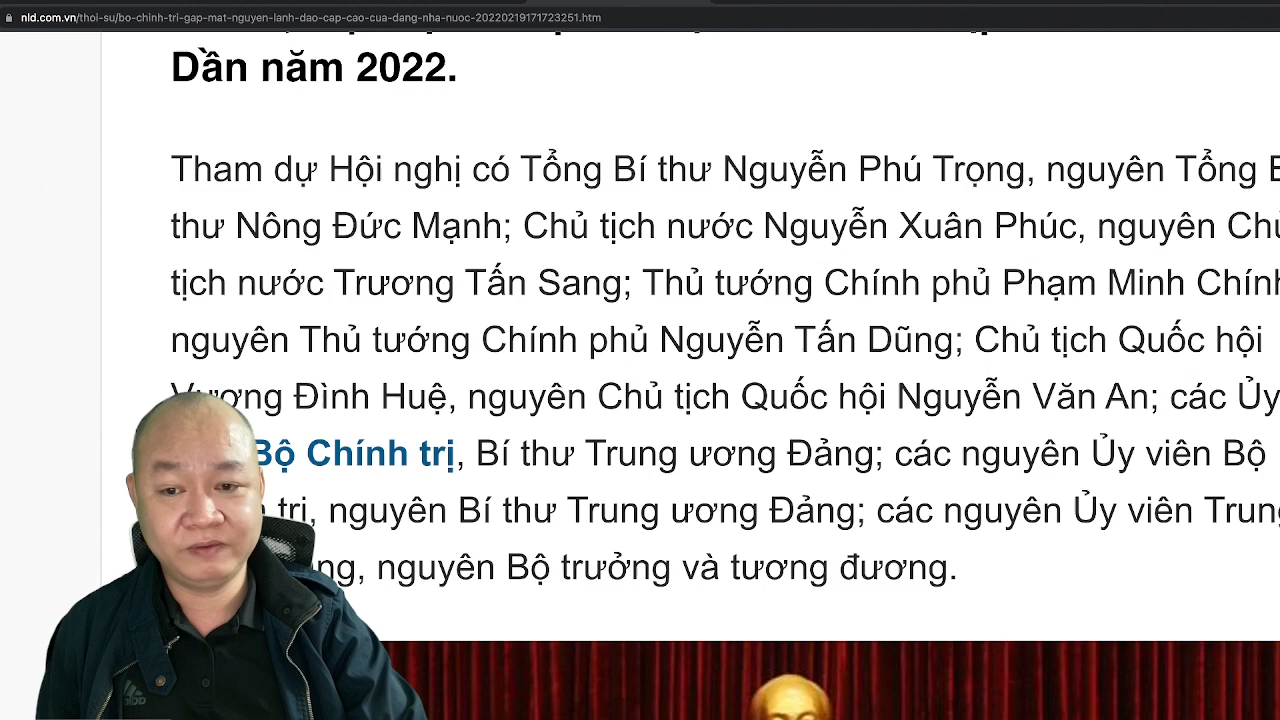 nld.com.vn/thoi-su/bo-chinh-tri-gap-mat-nguyen-lanh-dao-cap-cao-cua-dang-nha-nuoc-20220219171723251.htm
Dần năm 2022.
Tham dự Hội nghị có Tổng Bí thư Nguyễn Phú Trọng, nguyên Tổng
thư Nông Đức Mạnh; Chủ tịch nước Nguyễn Xuân Phúc, nguyên Chủ
tịch nước Trương Tấn Sang; Thủ tướng Chính phủ Phạm Minh Chính
nguyên Thủ tướng Chính phủ Nguyễn Tấn Dũng; Chủ tịch Quốc hội
Vương Đình Huệ, nguyên Chủ tịch Quốc hội Nguyễn Văn An; các Ủy
Bộ Chính trị, Bí thư Trung ương Đảng; các nguyên Ủy viên Bộ
trị, nguyên Bí thư Trung ương Đảng; các nguyên Ủy viên Trung
nguyên Bộ trưởng và tương đương.
adidas